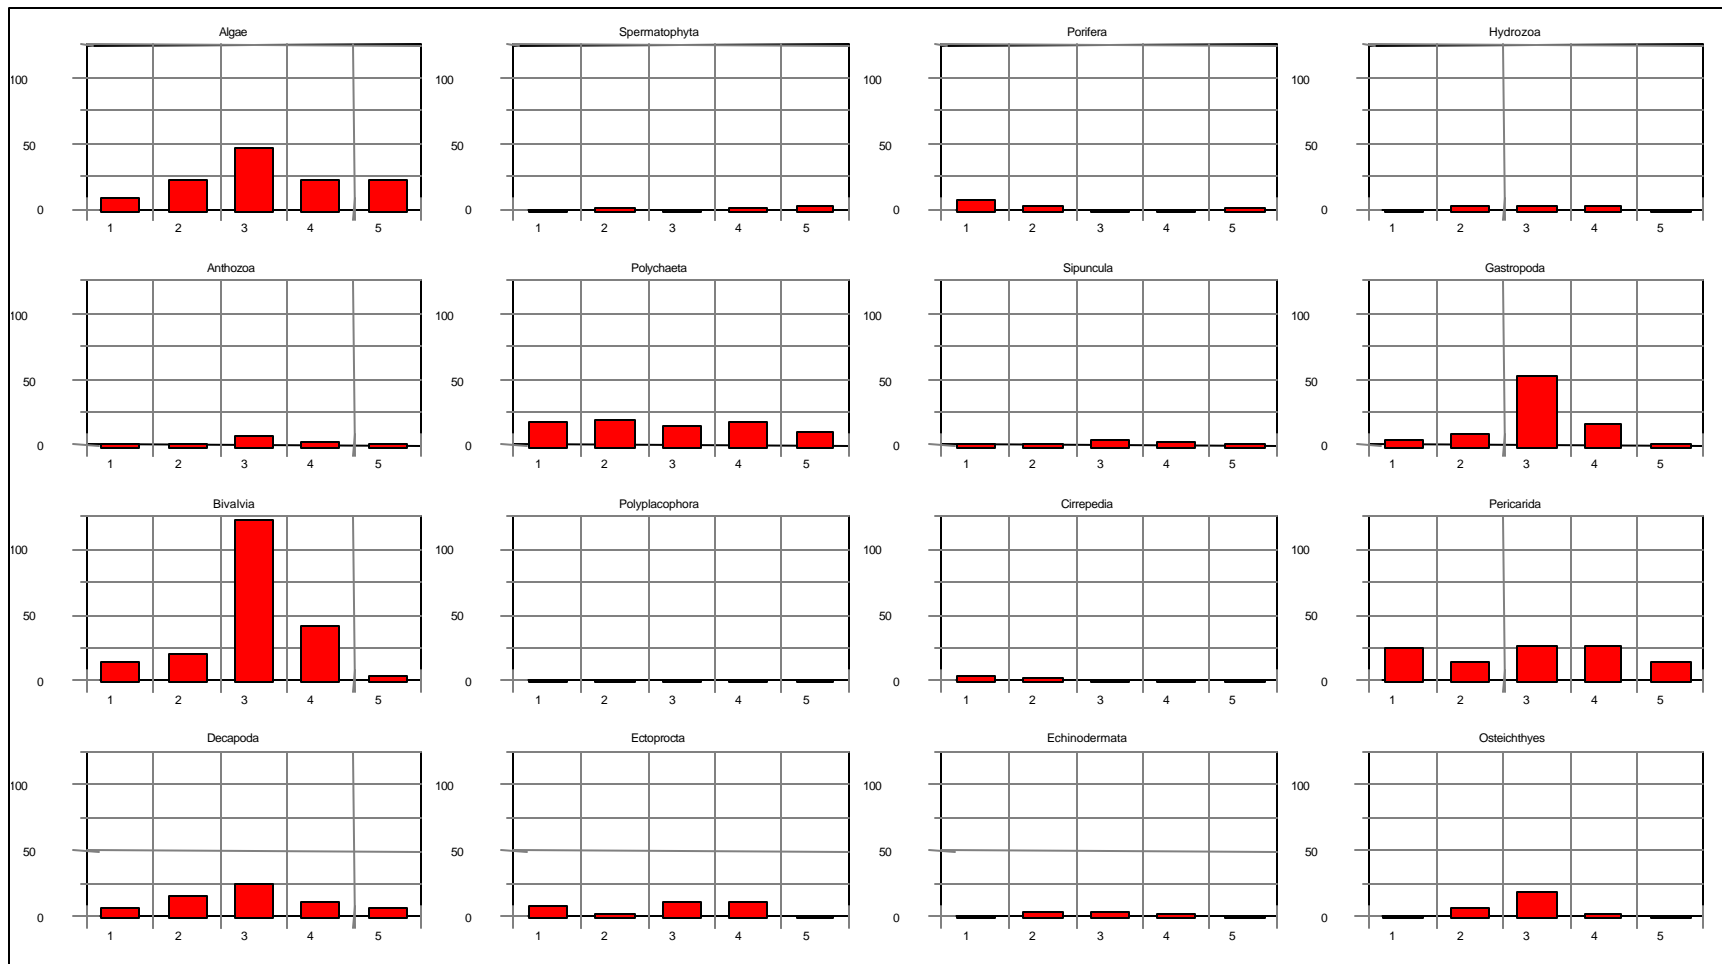 Algae Spermatophyta Porifera Hydrozoa
100 100 100 100
50 50 50 50
0 0 0 0
1 2 3 4 5 1 2 3 4 5 1 2 3 4 5 1 2 3 4 5
Anthozoa Polychaeta Sipuncula Gastropoda
100 100 100 100
50 50 50 50
0 0 0 0
1 2 3 4 5 1 2 3 4 5 1 2 3 4 5 1 2 3 4 5
Bivalvia Polyplacophora Cirrepedia Pericarida
100 100 100 100
50 50 50 50
0 0 0 0
1 2 3 4 5 1 2 3 4 5 1 2 3 4 5 1 2 3 4 5
Decapoda Ectoprocta Echinodermata Osteichthyes
100 100 100 100
50 50 50 50
0 0 0 0
1 2 3 4 5 1 2 3 4 5 1 2 3 4 5 1 2 3 4 5